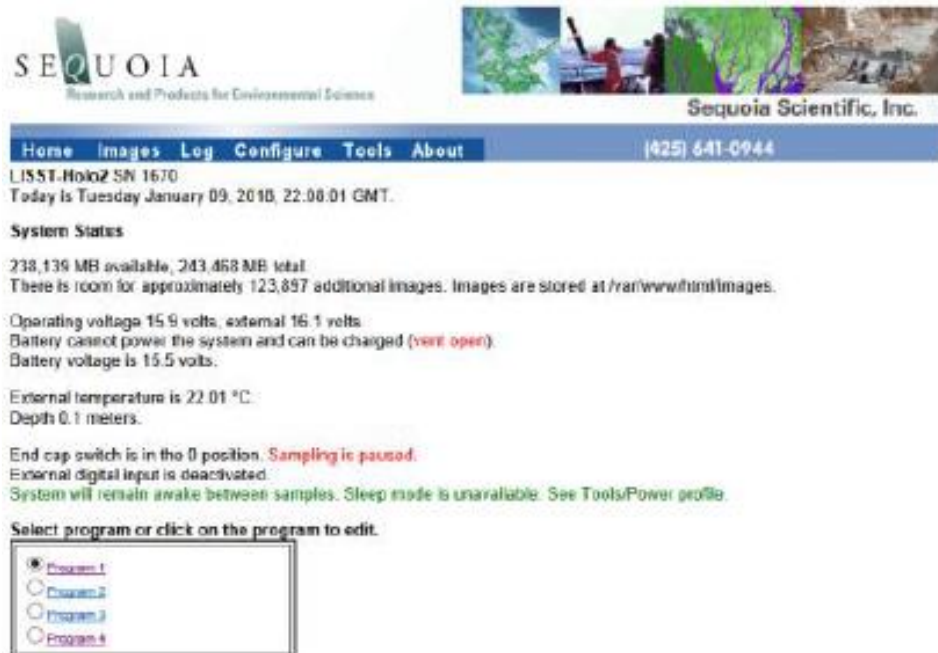 SEQUOIA
Research and Products for Environmental Science
Sequoia Scientific, Inc.
Home Images Log Configure Tools About
(425) 641-0944
LISST-Holo2 SN 1670
Today is Tuesday January 09, 2018, 22:08:01 GMT.
System Status
238,139 MB available, 243,468 MB total
There is room for approximately 123,897 additional images. Images are stored at /var/www/html/images.
Operating voltage 15.9 volts, external 16.1 volts.
Battery cannot power the system and can be charged (vent open).
Battery voltage is 15.5 volts.
External temperature is 22.01 °C.
Depth 0.1 meters.
End cap switch is in the 0 position. Sampling is paused.
External digital input is deactivated.
System will remain awake between samples. Sleep mode is unavailable. See Tools/Power profile.
Select program or click on the program to edit.
Program 1
Program 2
Program 3
Program 4